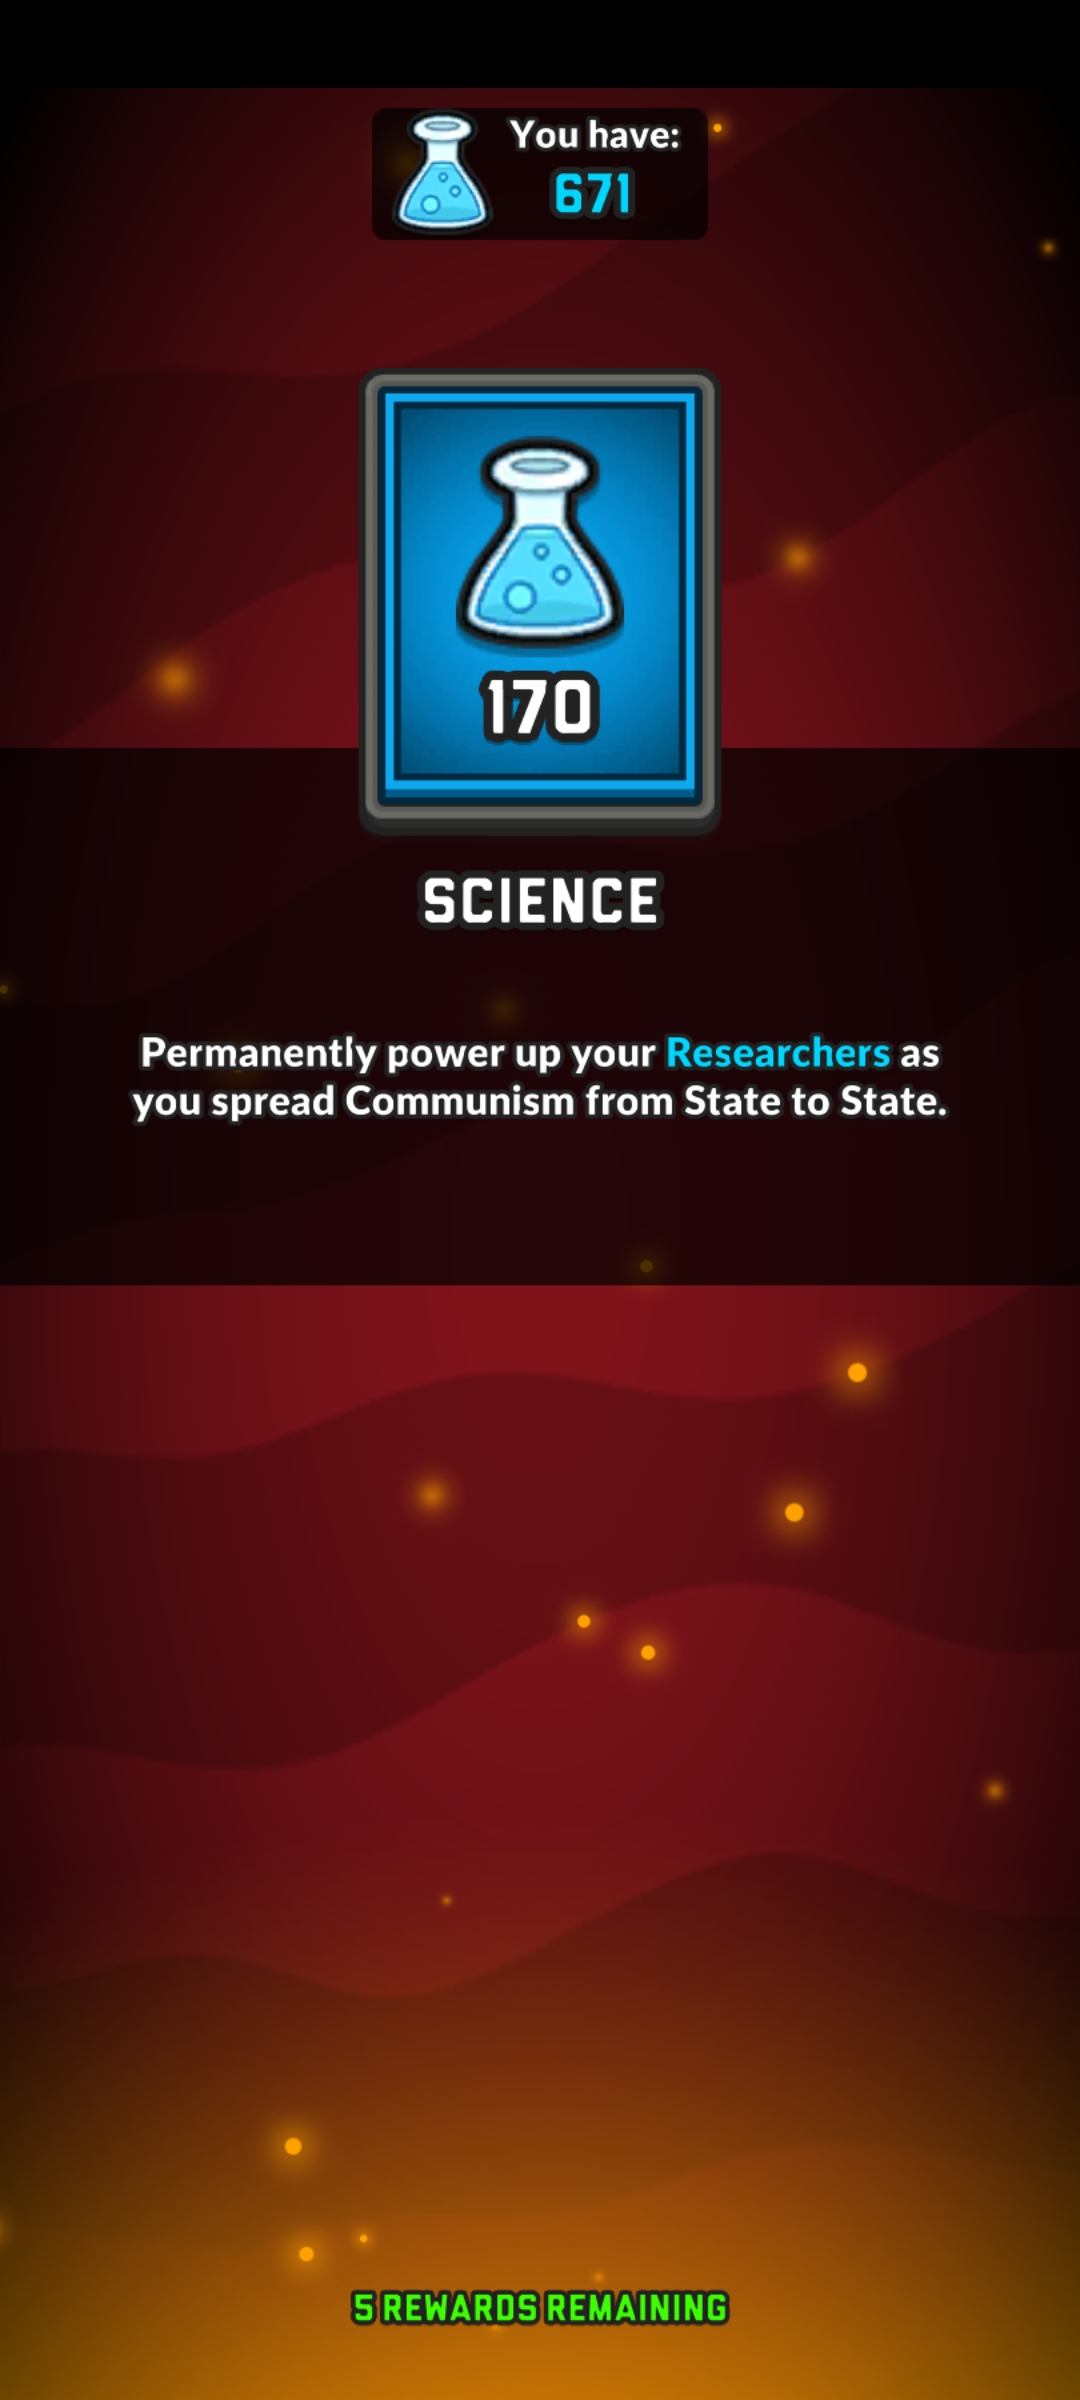 You have:
671
170
SCIENCE
Permanently power up your Researchers as
you spread Communism from State to State.
5 REWARDS REMAINING